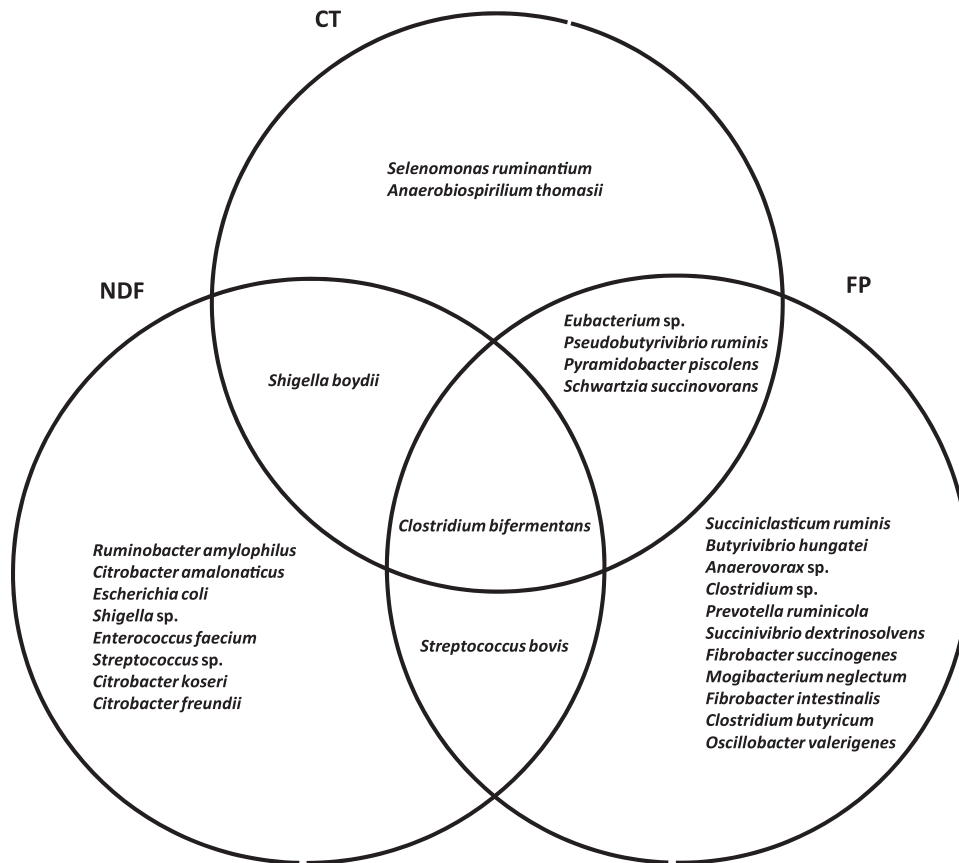 CT
Selenomonas ruminantium
Anaerobiospirilium thomasii
NDF
FP
Eubacterium sp.
Pseudobutyrivibrio ruminis
Pyramidobacter piscolens
Schwartzia succinovorans
Shigella boydii
Clostridium bifermentans
Ruminobacter amylophilus
Citrobacter amalonaticus
Escherichia coli
Shigella sp.
Enterococcus faecium
Streptococcus sp.
Citrobacter koseri
Citrobacter freundii
Streptococcus bovis
Succiniclasticum ruminis
Butyrivibrio hungatei
Anaerovorax sp.
Clostridium sp.
Prevotella ruminicola
Succinivibrio dextrinosolvens
Fibrobacter succinogenes
Mogibacterium neglectum
Fibrobacter intestinalis
Clostridium butyricum
Oscillobacter valerigenes